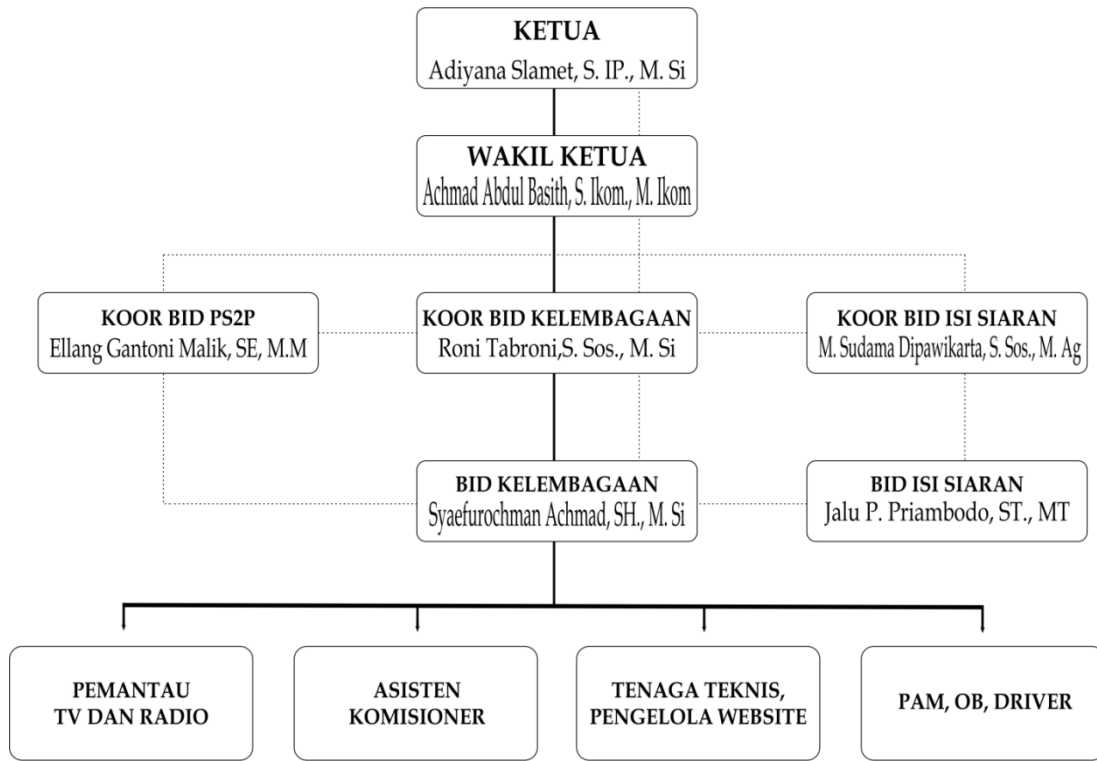 KETUA
Adiyana Slamet, S. IP., M. Si
WAKIL KETUA
Achmad Abdul Basith, S. Ikom., M. Ikom
KOOR BID PS2P
Ellang Gantoni Malik, SE, M.M
KOOR BID KELEMBAGAAN
Roni Tabroni,S. Sos., M. Si
KOOR BID ISI SIARAN
M. Sudama Dipawikarta, S. Sos., M. Ag
BID KELEMBAGAAN
Syaefurochman Achmad, SH., M. Si
BID ISI SIARAN
Jalu P. Priambodo, ST., MT
PEMANTAU
TV DAN RADIO
ASISTEN
KOMISIONER
TENAGA TEKNIS,
PENGELOLA WEBSITE
PAM, OB, DRIVER